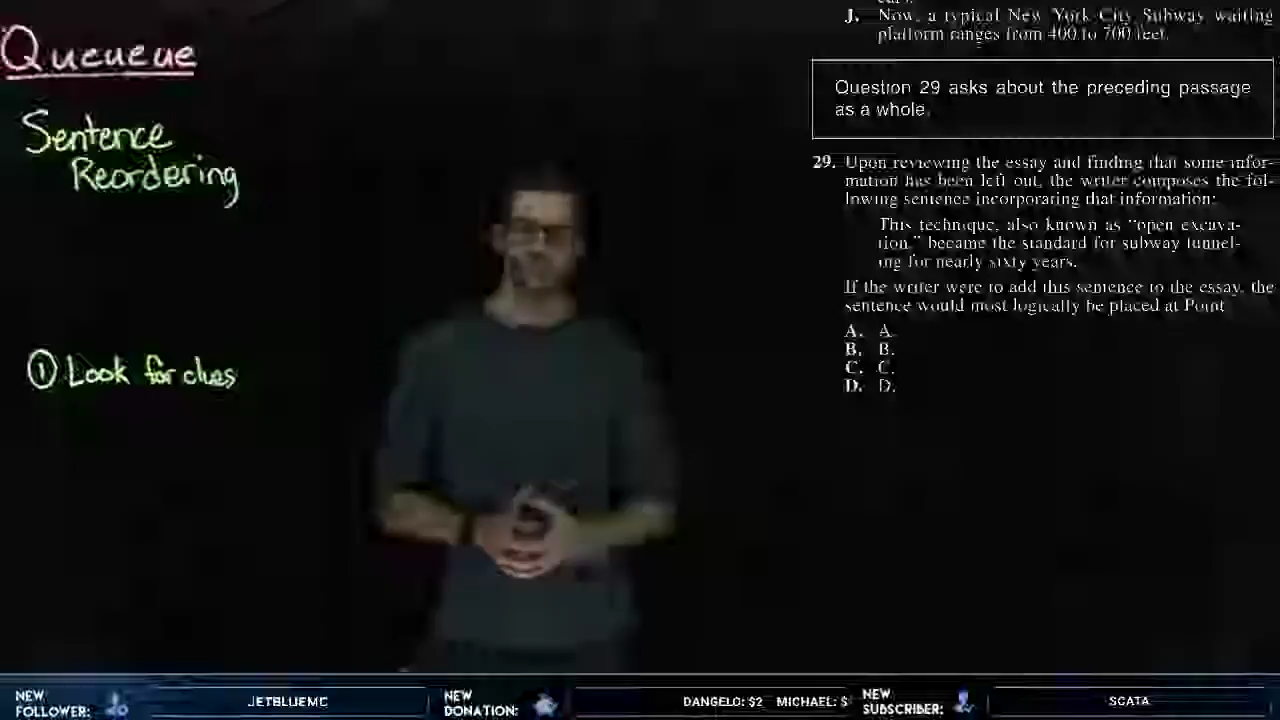 Queueue
Sentence
Reordering
① Look for clues
J. Now, a typical New York City Subway waiting
platform ranges from 400 to 700 feet.
Question 29 asks about the preceding passage
as a whole.
29. Upon reviewing the essay and finding that some infor-
mation has been left out, the writer composes the fol-
lowing sentence incorporating that information:
This technique, also known as “open excava-
tion,” became the standard for subway tunnel-
ing for nearly sixty years.
If the writer were to add this sentence to the essay, the
sentence would most logically be placed at Point
A. A.
B. B.
C. C.
D. D.
NEW
FOLLOWER:
JETBLUEMC
NEW
DONATION:
DANGELO: $2 MICHAEL: $
NEW
SUBSCRIBER:
SCATA